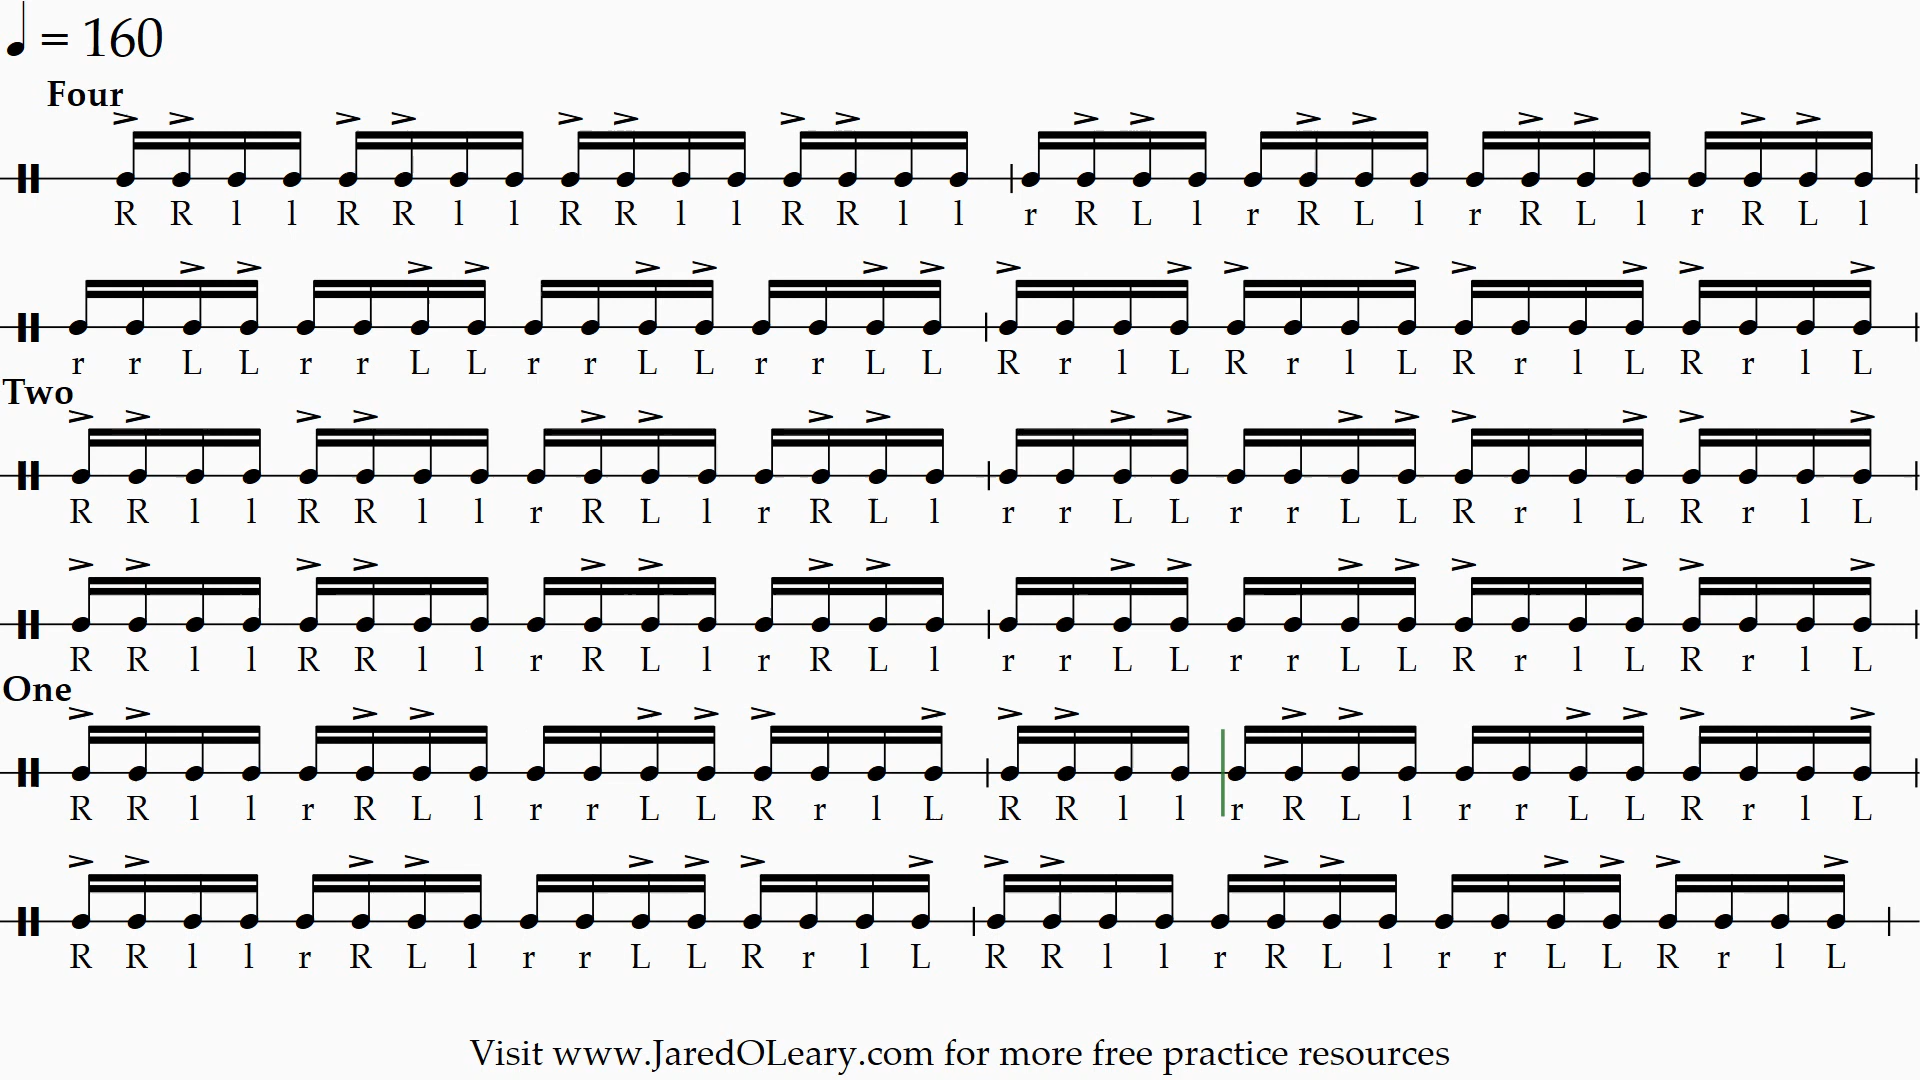 = 160
Four
R R l l R R l l R R l l R R l l r R L l r R L l r R L l r R L l
r r L L r r L L r r L L r r L L R r l L R r l L R r l L R r l L
Two
R R l l R R l l r R L l r R L l r r L L r r L L R r l L R r l L
R R l l R R l l r R L l r R L l r r L L r r L L R r l L R r l L
One
R R l l r R L l r r L L R r l L R R l l r R L l r r L L R r l L
R R l l r R L l r r L L R r l L R R l l r R L l r r L L R r l L
Visit www.JaredOLeary.com for more free practice resources